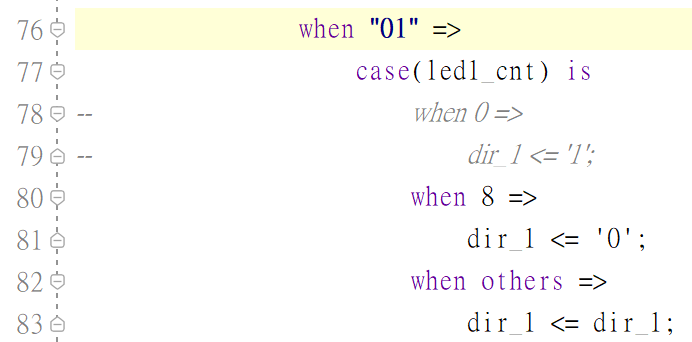 76 when "01" =>
77 case(led1_cnt) is
78 -- when 0 =>
79 -- dir_1 <= '1';
80 when 8 =>
81 dir_1 <= '0';
82 when others =>
83 dir_1 <= dir_1;